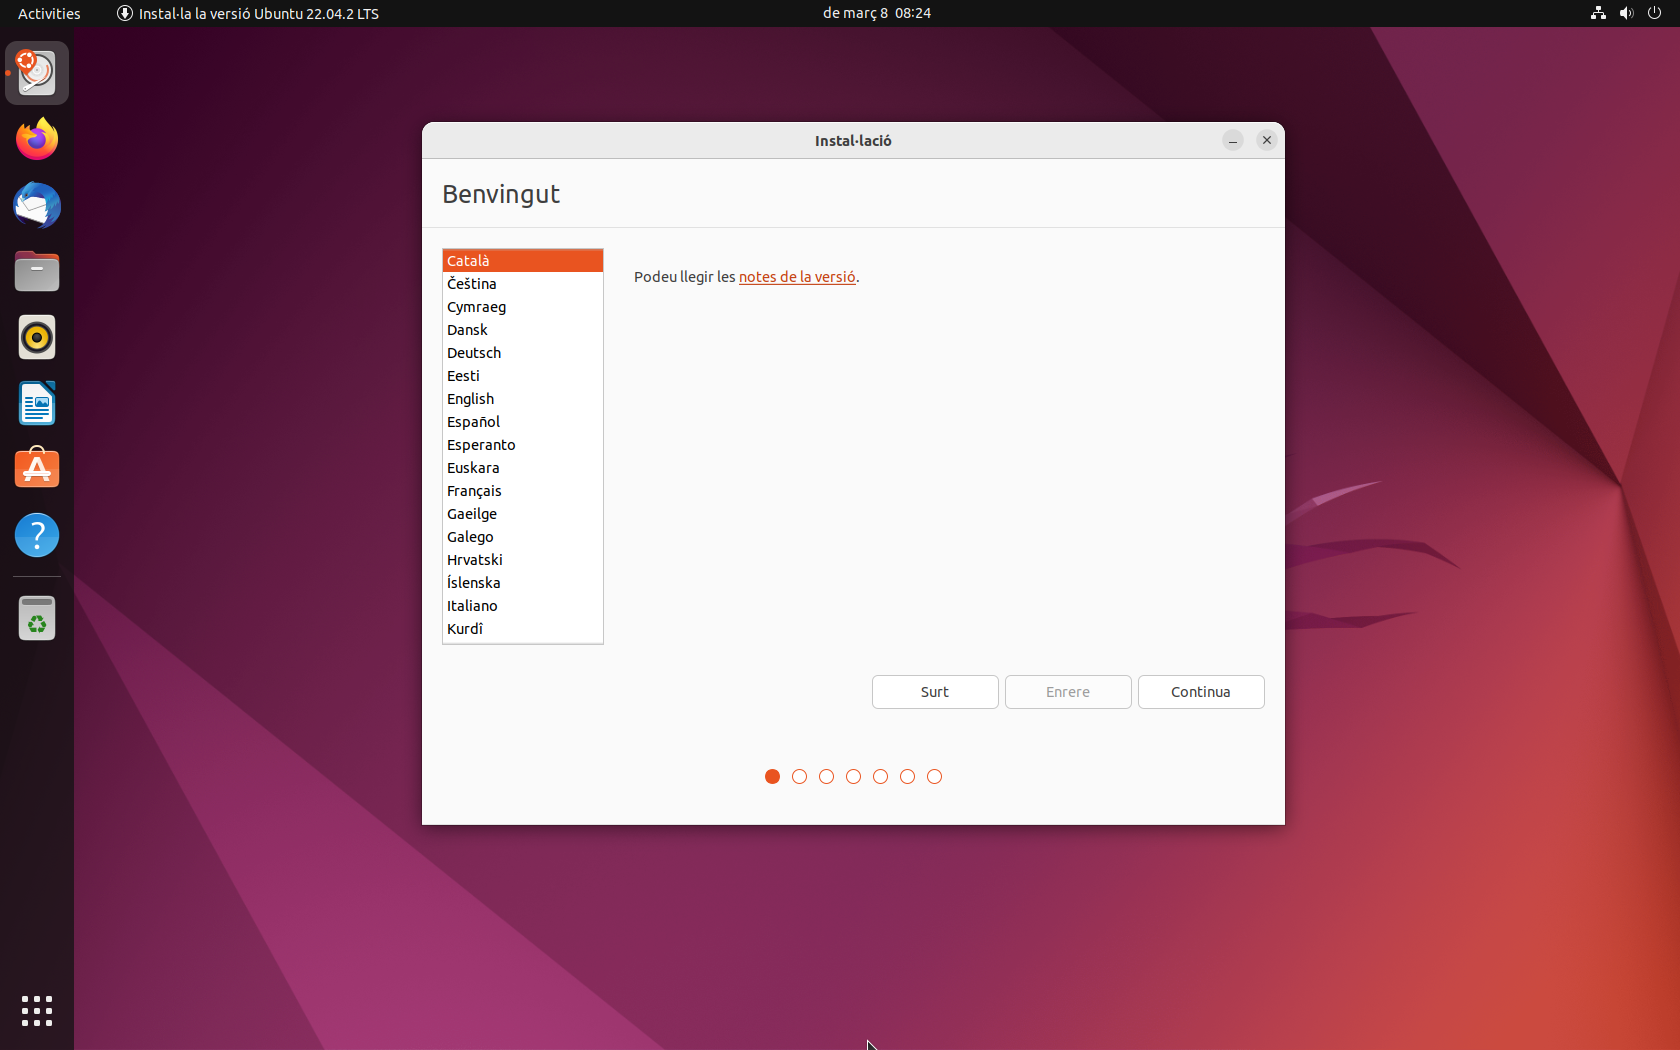 Activities
Instal·la la versió Ubuntu 22.04.2 LTS
de març 8 08:24
Instal·lació
Benvingut
Català
Čeština
Cymraeg
Dansk
Deutsch
Eesti
English
Español
Esperanto
Euskara
Français
Gaeilge
Galego
Hrvatski
Íslenska
Italiano
Kurdî
Podeu llegir les notes de la versió.
Surt
Enrere
Continua